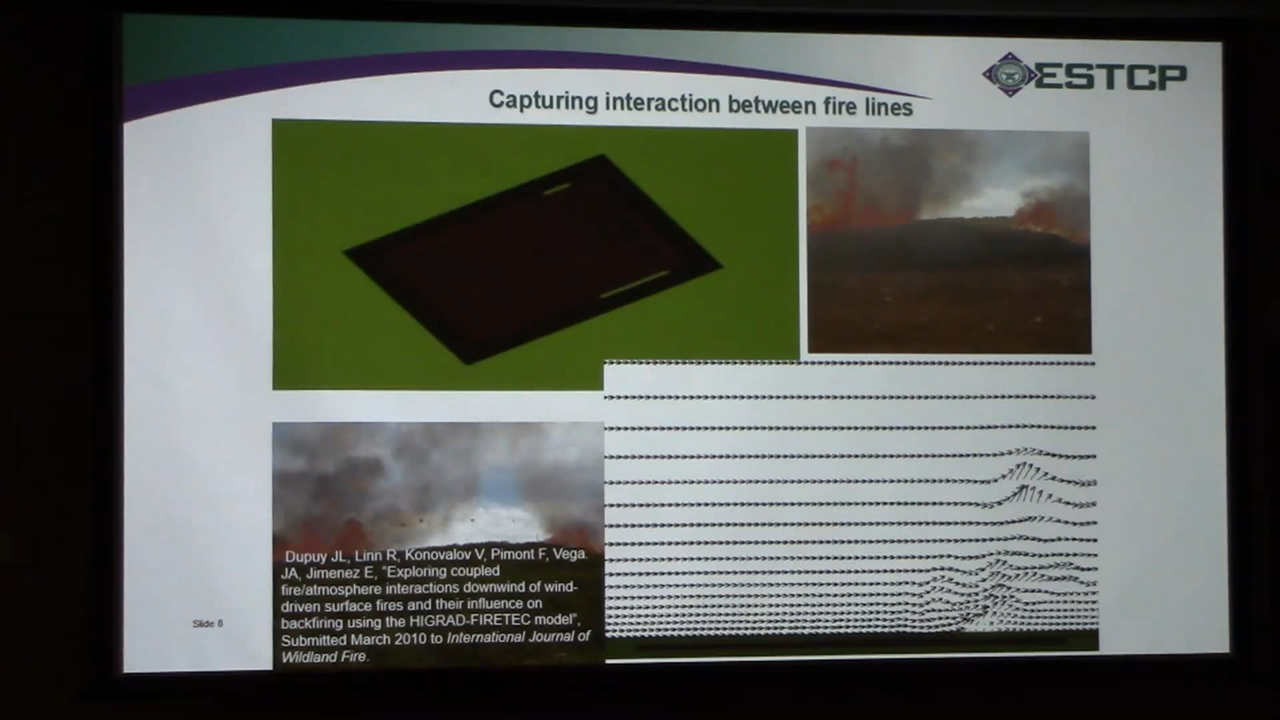 ESTCP
Capturing interaction between fire lines
Dupuy JL, Linn R, Konovalov V, Pimont F, Vega.
JA, Jimenez E, "Exploring coupled
fire/atmosphere interactions downwind of wind-
driven surface fires and their influence on
backfiring using the HIGRAD-FIRETEC model",
Submitted March 2010 to International Journal of
Wildland Fire.
Slide 8